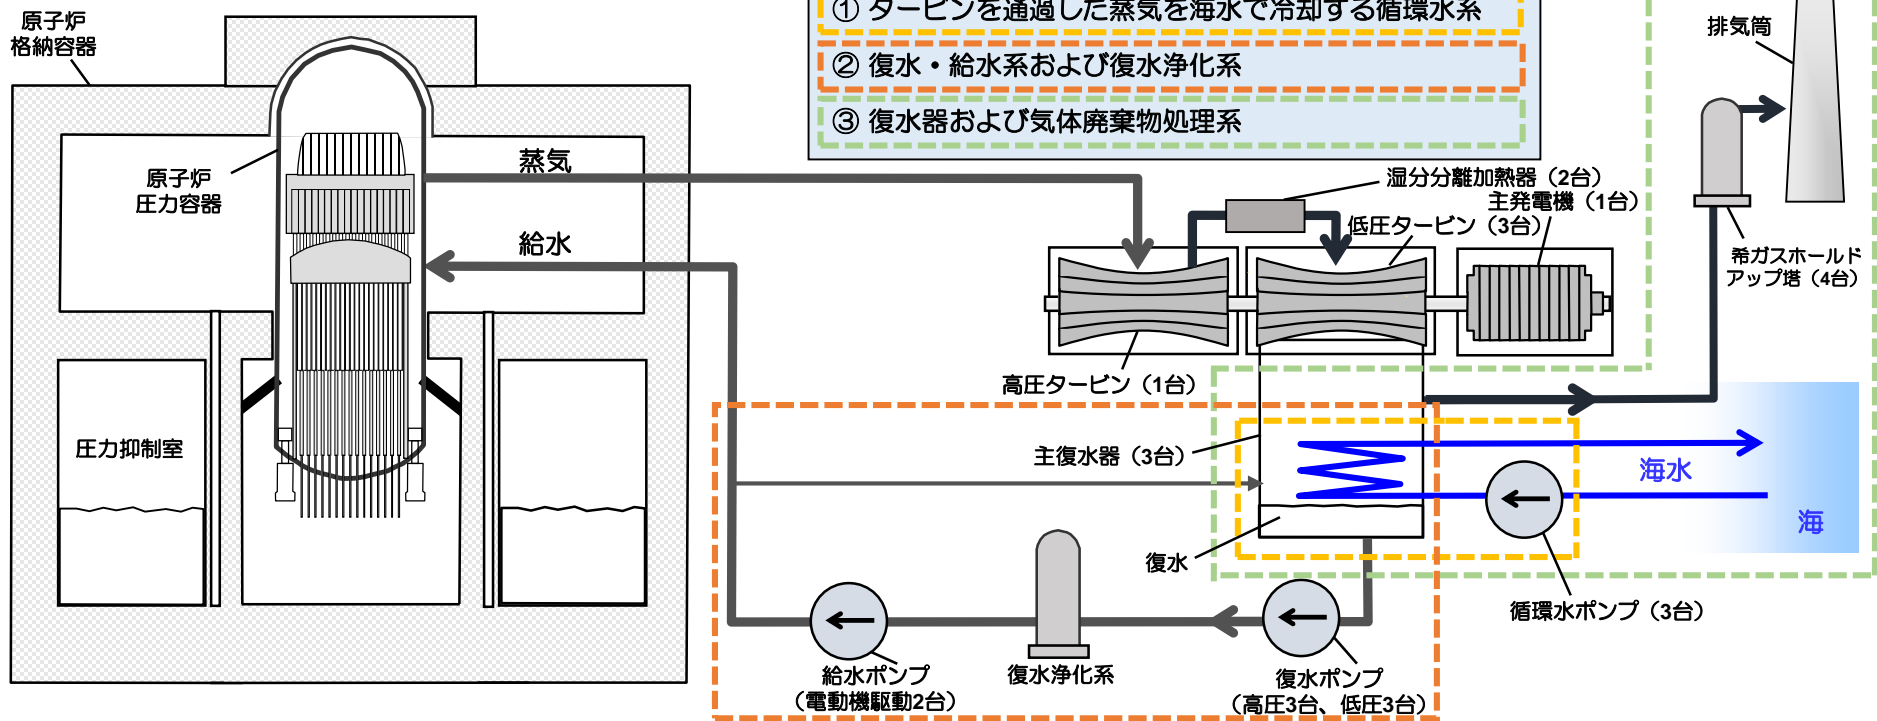 原子炉
格納容器
① タービンを通過した蒸気を海水で冷却する循環水系
② 復水・給水系および復水浄化系
③ 復水器および気体廃棄物処理系
排気筒
原子炉
圧力容器
蒸気
給水
湿分分離加熱器（2台）
主発電機（1台）
低圧タービン（3台）
希ガスホールド
アップ塔（4台）
高圧タービン（1台）
圧力抑制室
主復水器（3台）
海水
海
復水
循環水ポンプ（3台）
給水ポンプ
（電動機駆動2台）
復水浄化系
復水ポンプ
（高圧3台、低圧3台）